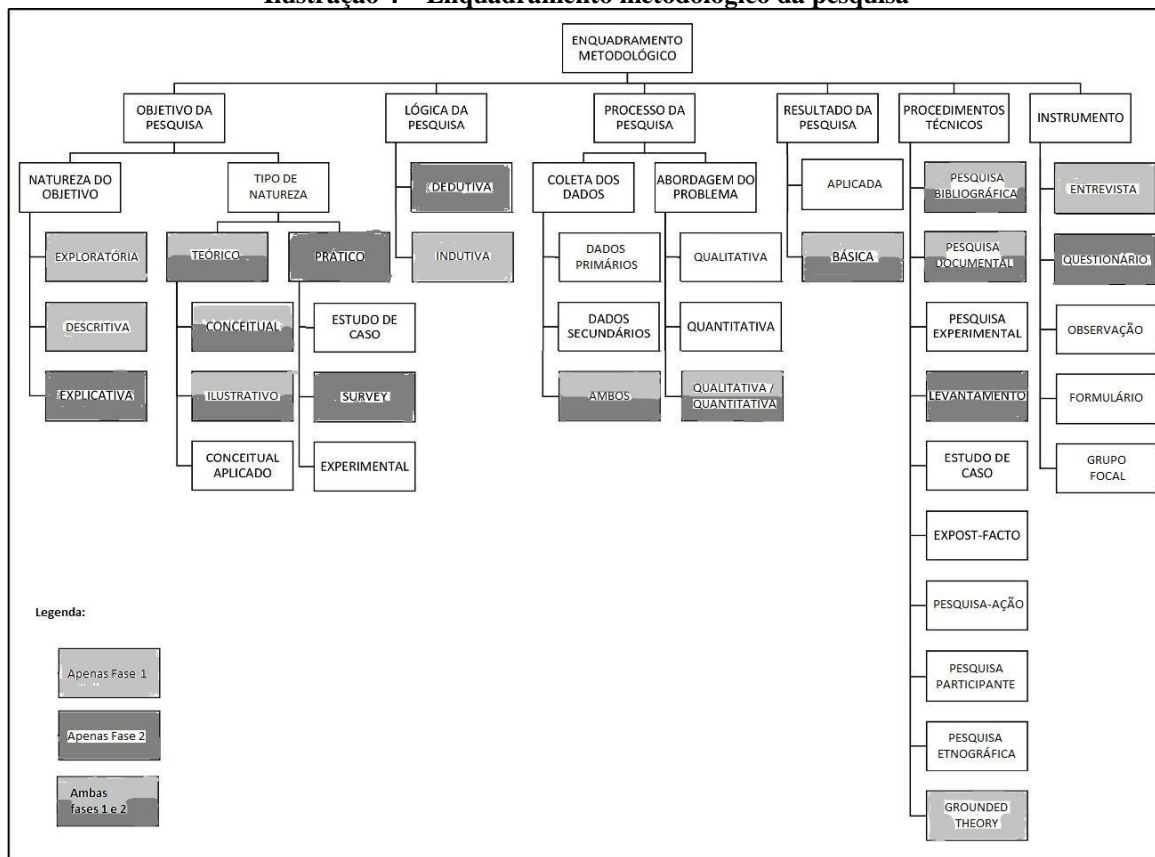 Ilustração 4 – Enquadramento metodológico da pesquisa
ENQUADRAMENTO
METODOLÓGICO
OBJETIVO DA
PESQUISA
LÓGICA DA
PESQUISA
PROCESSO DA
PESQUISA
RESULTADO DA
PESQUISA
PROCEDIMENTOS
TÉCNICOS
INSTRUMENTO
NATUREZA DO
OBJETIVO
TIPO DE
NATUREZA
DEDUTIVA
COLETA DOS
DADOS
ABORDAGEM DO
PROBLEMA
APLICADA
PESQUISA
BIBLIOGRÁFICA
ENTREVISTA
EXPLORATÓRIA
TEÓRICO
PRÁTICO
INDUTIVA
DADOS
PRIMÁRIOS
QUALITATIVA
BÁSICA
PESQUISA
DOCUMENTAL
QUESTIONÁRIO
DESCRITIVA
CONCEITUAL
ESTUDO DE
CASO
DADOS
SECUNDÁRIOS
QUANTITATIVA
PESQUISA
EXPERIMENTAL
OBSERVAÇÃO
EXPLICATIVA
ILUSTRATIVO
SURVEY
AMBOS
QUALITATIVA /
QUANTITATIVA
LEVANTAMENTO
FORMULÁRIO
CONCEITUAL
APLICADO
EXPERIMENTAL
ESTUDO DE
CASO
GRUPO
FOCAL
EXPOST-FACTO
PESQUISA-AÇÃO
PESQUISA
PARTICIPANTE
PESQUISA
ETNOGRÁFICA
GROUNDED
THEORY
Legenda:
Apenas Fase 1
Apenas Fase 2
Ambas
fases 1 e 2